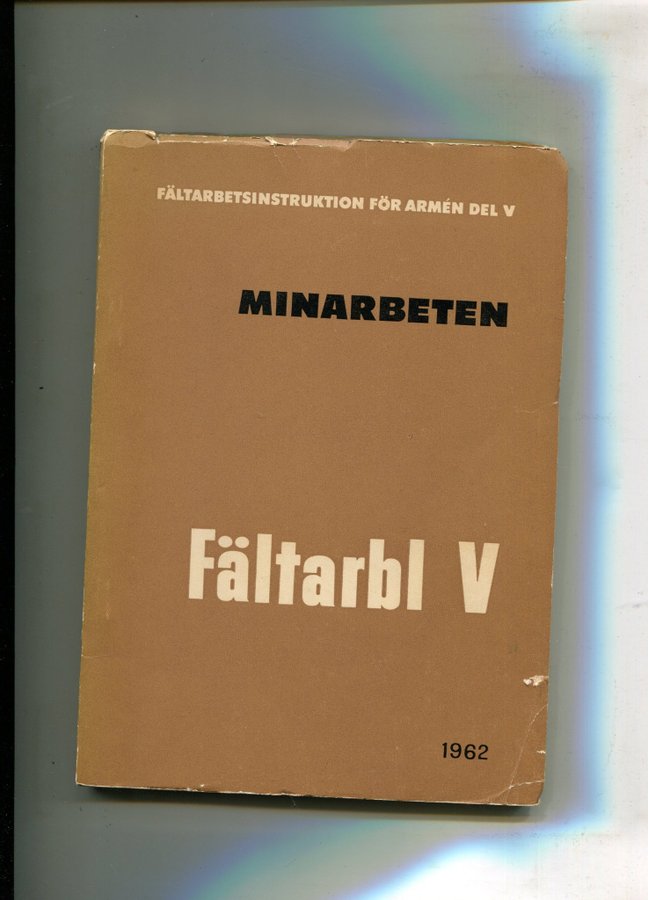 FÄLTARBETSINSTRUKTION FÖR ARMÉN DEL V
MINARBETEN
Fältarbl V
1962